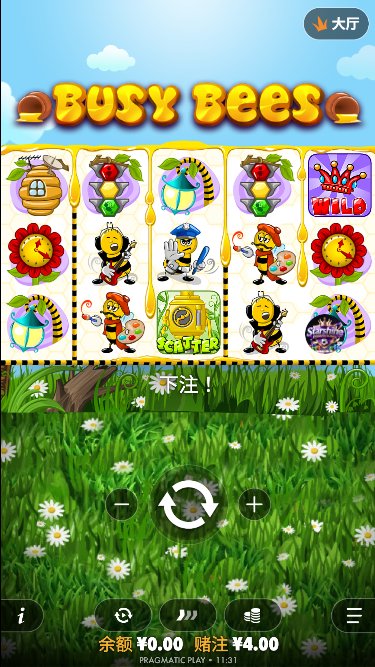 大厅
BUSY BEES
WILD
SCATTER
Starshine
下注！
余额 ¥0.00 赌注 ¥4.00
PRAGMATIC PLAY • 11:31